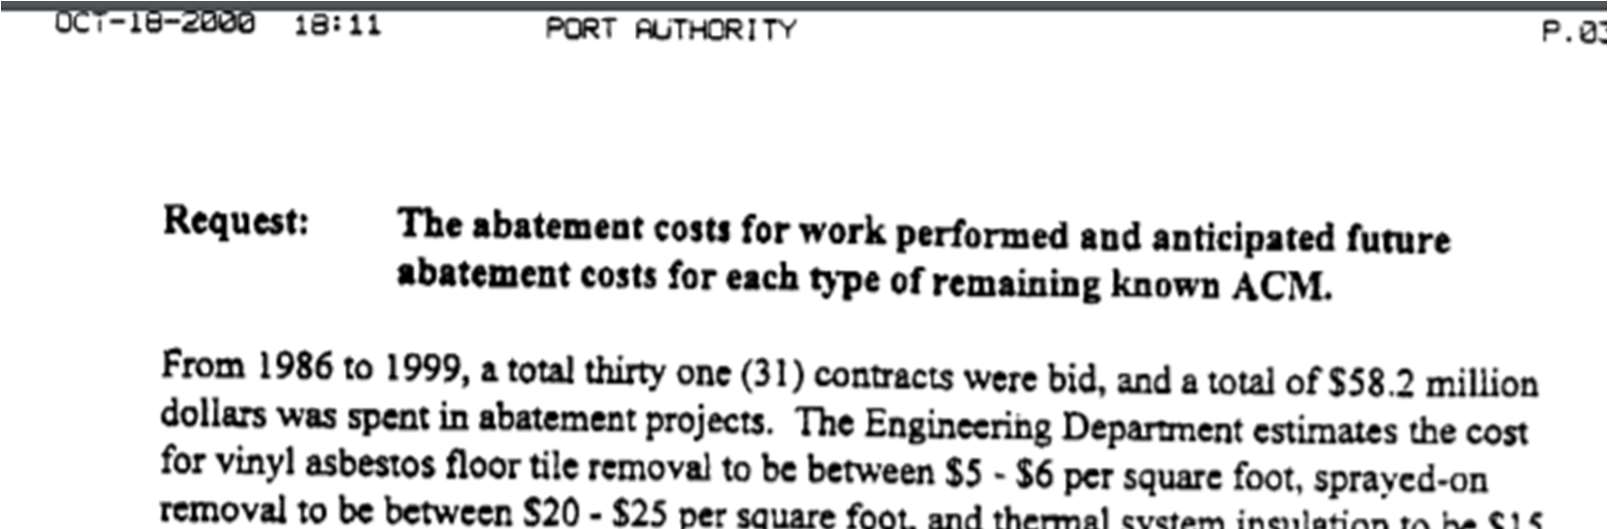 OCT-18-2000 18:11 PORT AUTHORITY P.03
Request: The abatement costs for work performed and anticipated future
abatement costs for each type of remaining known ACM.
From 1986 to 1999, a total thirty one (31) contracts were bid, and a total of $58.2 million
dollars was spent in abatement projects. The Engineering Department estimates the cost
for vinyl asbestos floor tile removal to be between $5 - $6 per square foot, sprayed-on
removal to be between $20 - $25 per square foot, and thermal system insulation to be $15